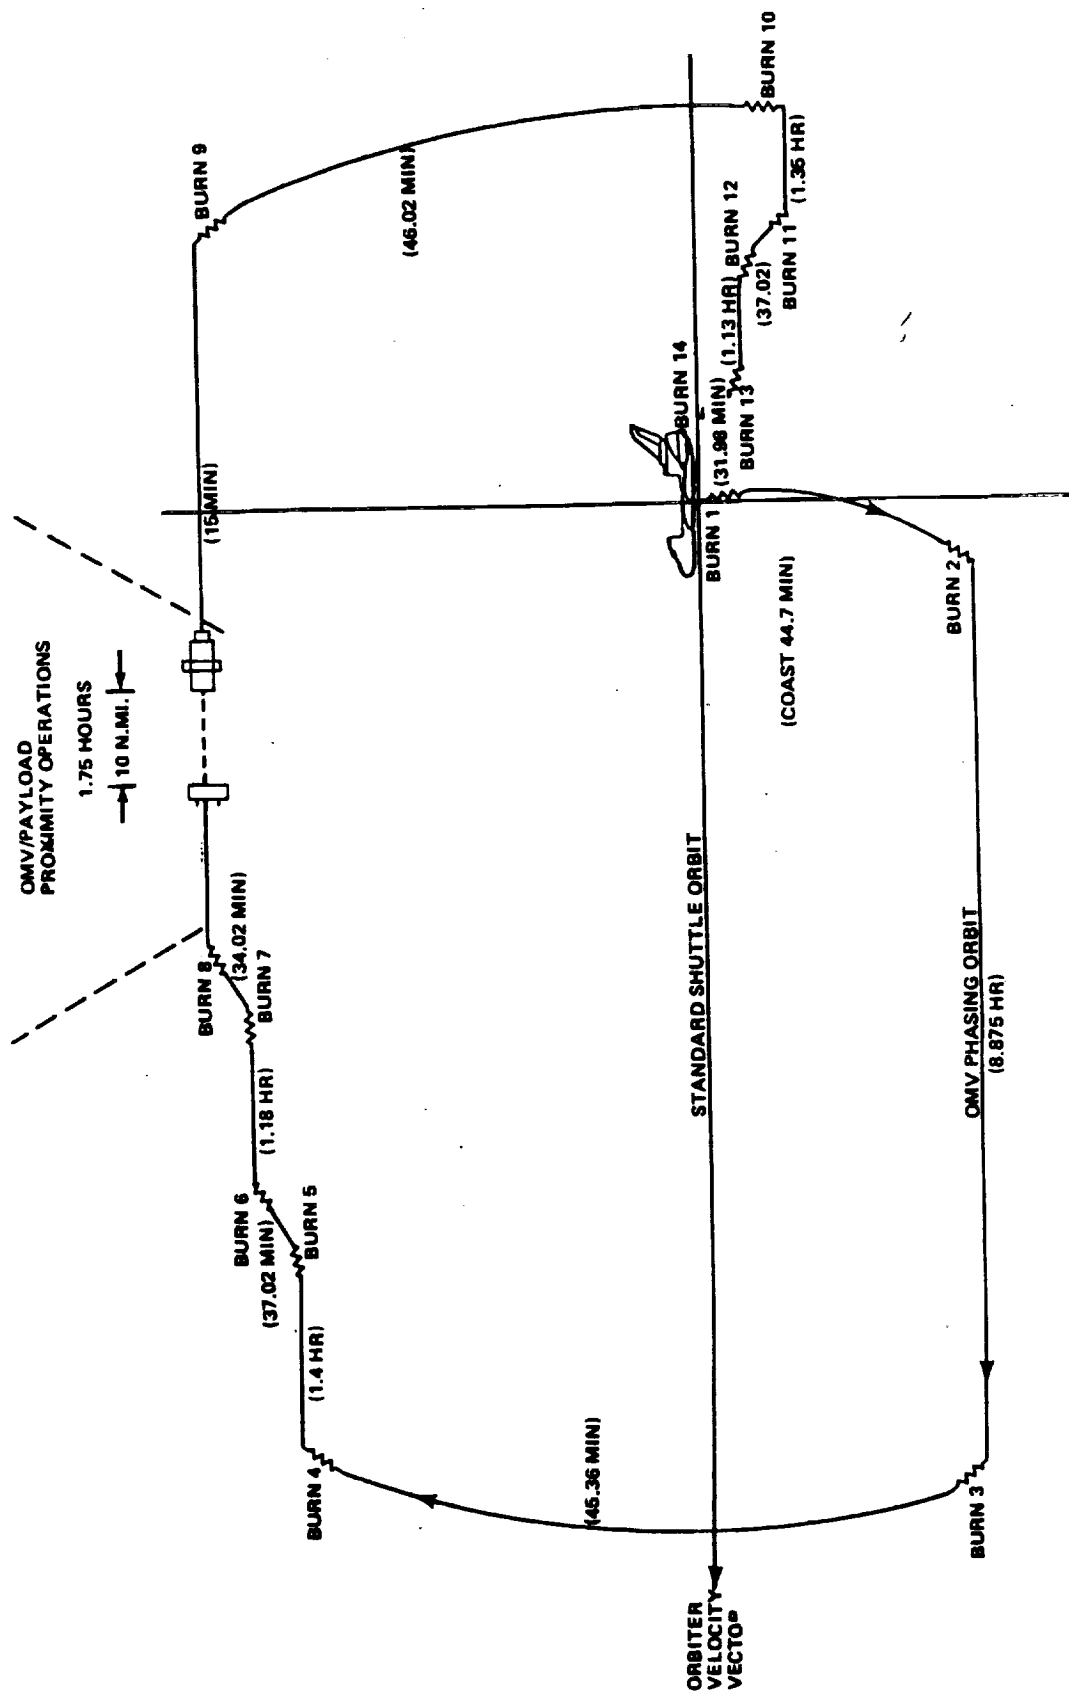 OMV/PAYLOAD
PROXIMITY OPERATIONS
1.75 HOURS
10 N.MI.
BURN 9
(15 MIN)
(46.02 MIN)
BURN 10
(1.35 HR)
BURN 11
(37.02)
BURN 12
(1.13 HR)
BURN 13
(31.98 MIN)
BURN 14
BURN 1
(COAST 44.7 MIN)
BURN 2
STANDARD SHUTTLE ORBIT
OMV PHASING ORBIT
(8.875 HR)
BURN 3
(45.36 MIN)
BURN 4
(1.4 HR)
BURN 5
(37.02 MIN)
BURN 6
(1.18 HR)
BURN 7
(34.02 MIN)
BURN 8
ORBITER
VELOCITY
VECTOR